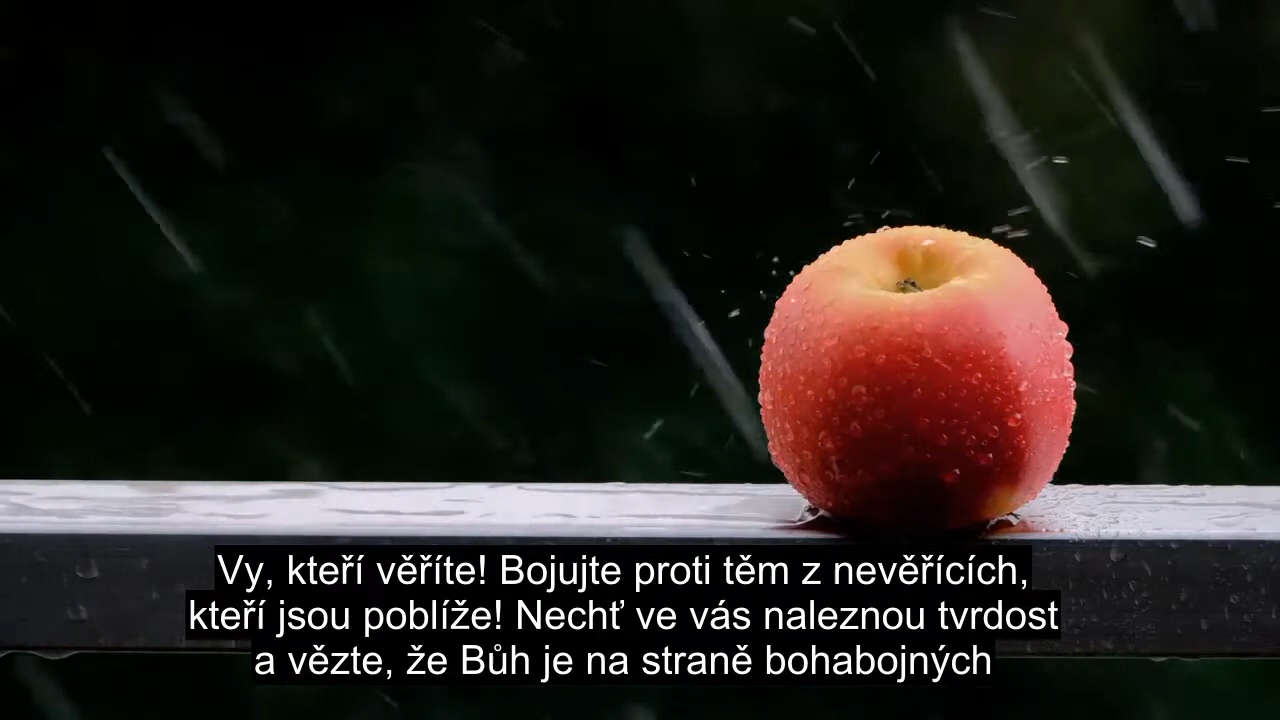 Vy, kteří věříte! Bojujte proti těm z nevěřících,
kteří jsou poblíže! Nechť ve vás naleznou tvrdost
a vězte, že Bůh je na straně bohabojných